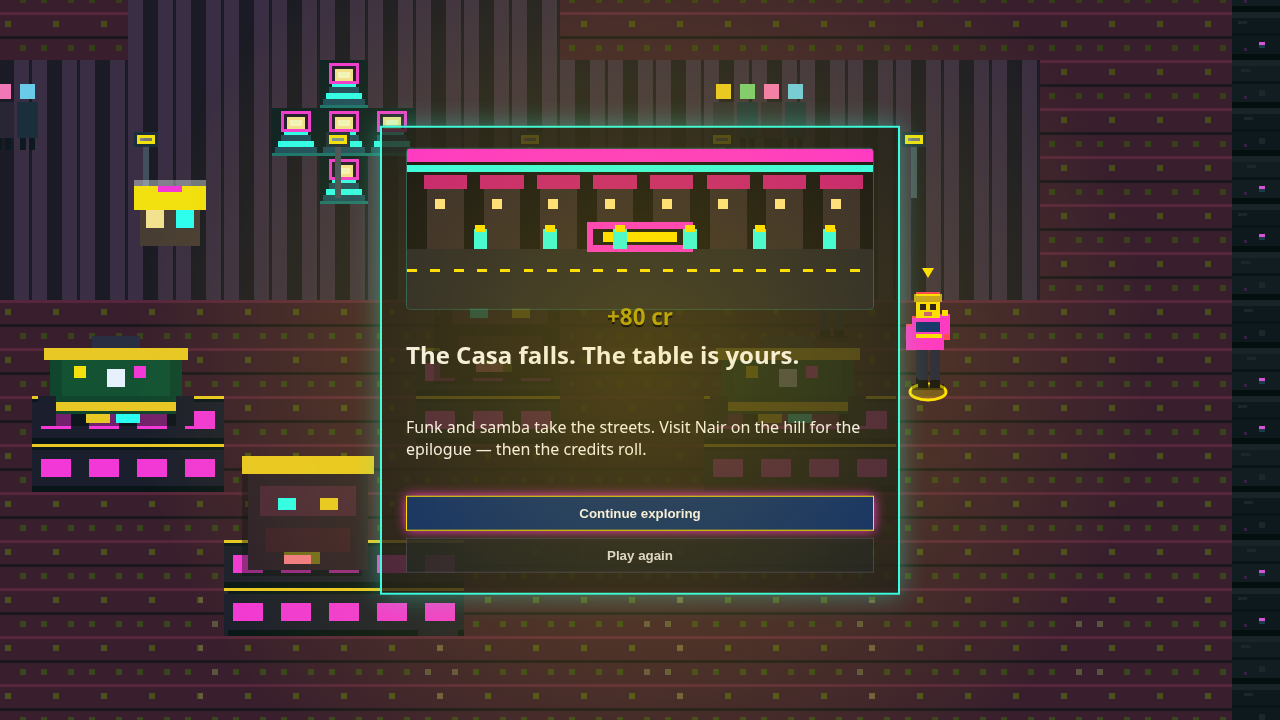 +80 cr
The Casa falls. The table is yours.
Funk and samba take the streets. Visit Nair on the hill for the
epilogue — then the credits roll.
Continue exploring
Play again